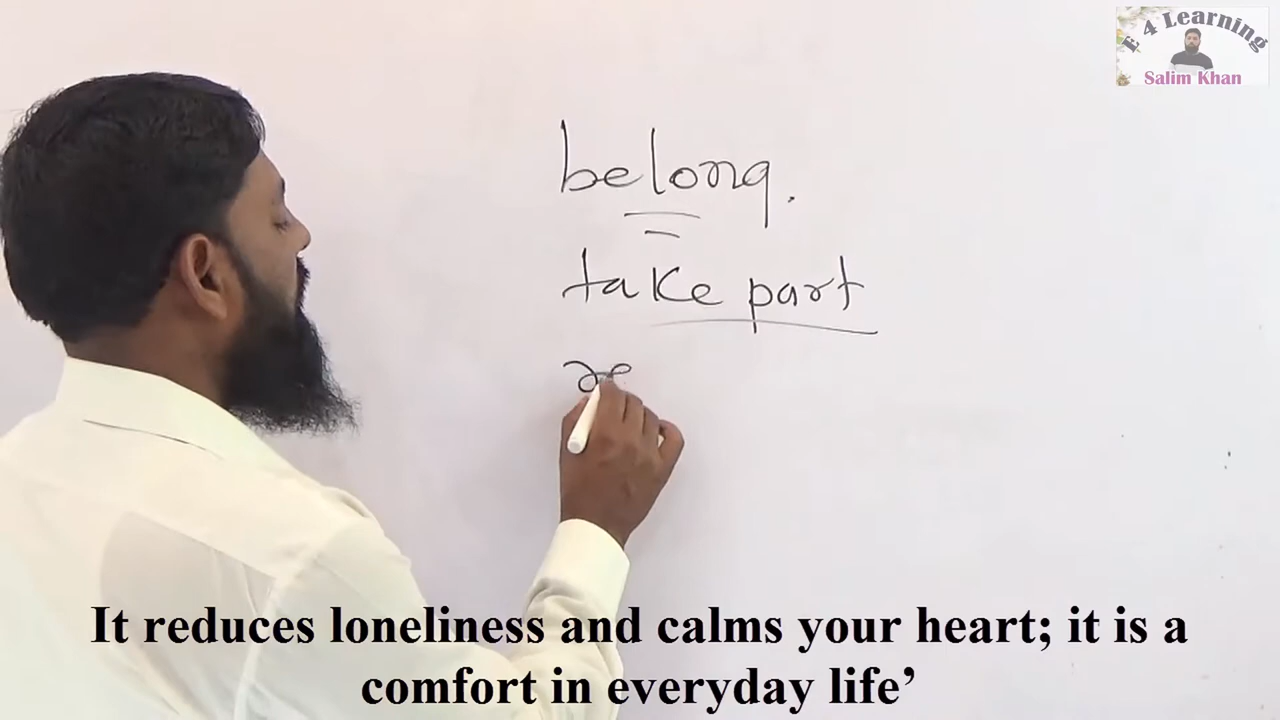 E 4 Learning
Salim Khan
belong.
take part
It reduces loneliness and calms your heart; it is a
comfort in everyday life’